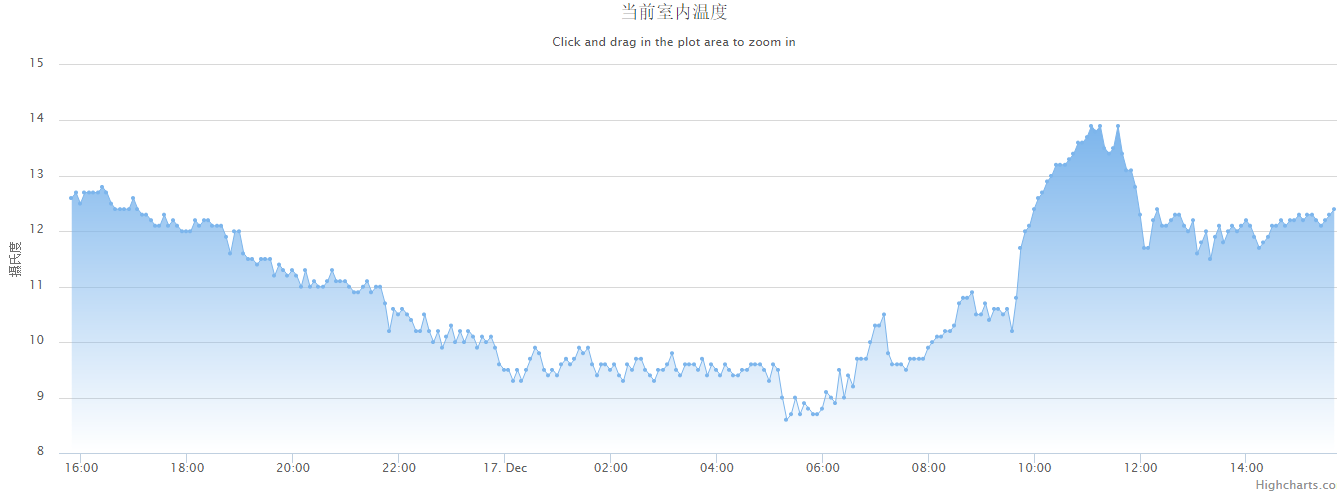 当前室内温度
Click and drag in the plot area to zoom in
15
14
13
12
11
10
9
8
摄氏度
16:00 18:00 20:00 22:00 17. Dec 02:00 04:00 06:00 08:00 10:00 12:00 14:00
Highcharts.co